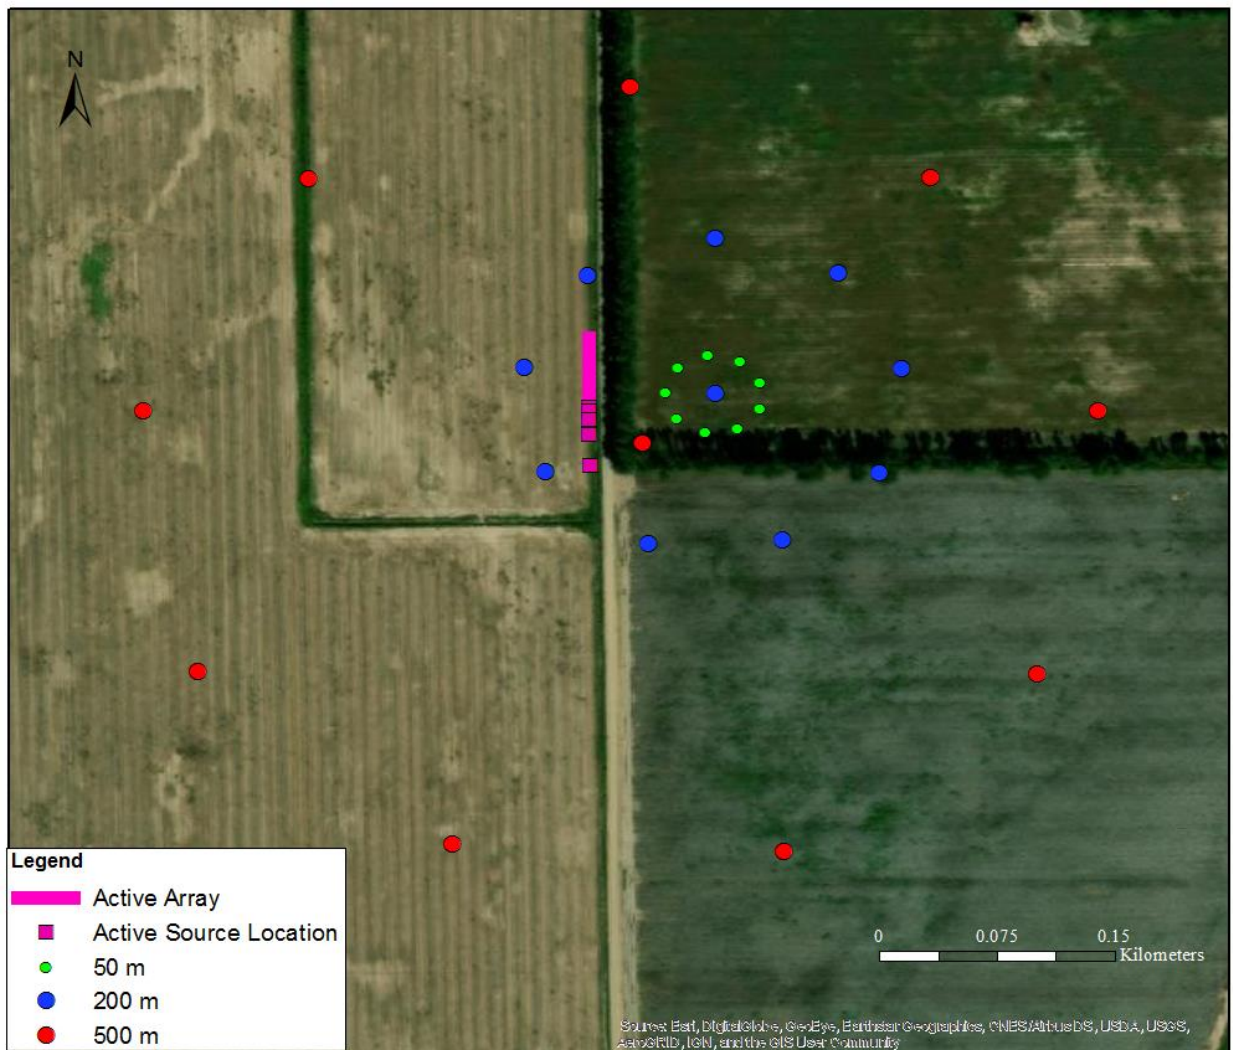 N
0 0.075 0.15
Kilometers
Legend
Active Array
Active Source Location
50 m
200 m
500 m
Source: Esri, DigitalGlobe, GeoEye, Earthstar Geographics, CNES/Airbus DS, USDA, USGS,
AeroGRID, IGN, and the GIS User Community